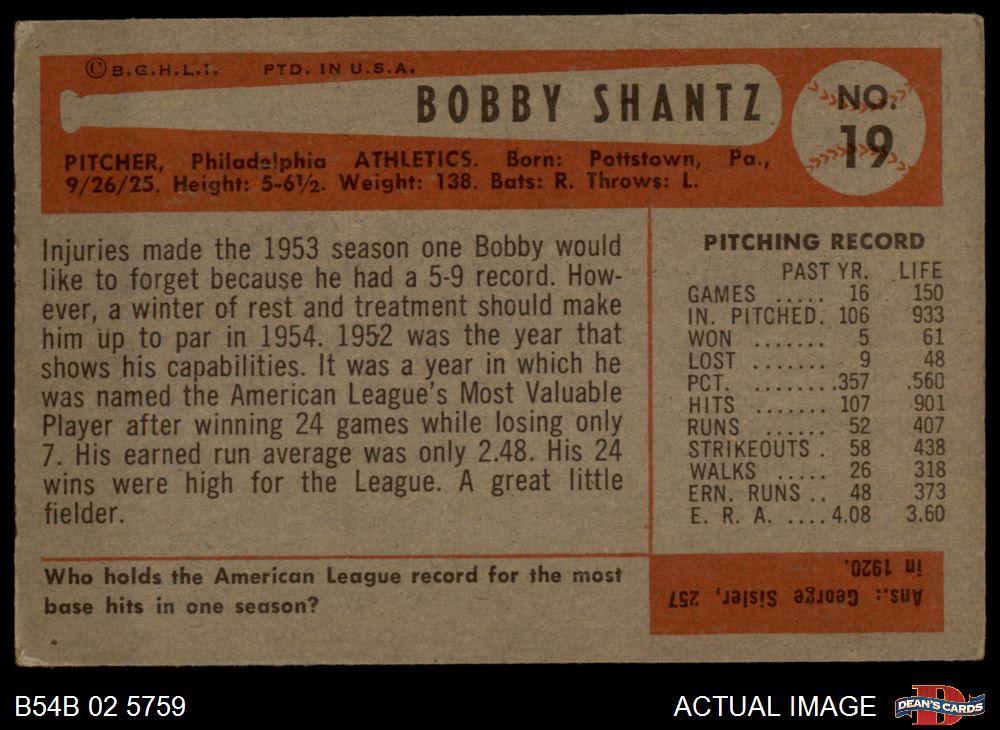 © B.G.H.L.I. PTD. IN U.S.A.
BOBBY SHANTZ
NO.
19
PITCHER, Philadelphia ATHLETICS. Born: Pottstown, Pa.,
9/26/25. Height: 5-6½. Weight: 138. Bats: R. Throws: L.
Injuries made the 1953 season one Bobby would
like to forget because he had a 5-9 record. How-
ever, a winter of rest and treatment should make
him up to par in 1954. 1952 was the year that
shows his capabilities. It was a year in which he
was named the American League's Most Valuable
Player after winning 24 games while losing only
7. His earned run average was only 2.48. His 24
wins were high for the League. A great little
fielder.
PITCHING RECORD
PAST YR. LIFE
GAMES ..... 16 150
IN. PITCHED. 106 933
WON ....... 5 61
LOST ....... 9 48
PCT. ........ .357 .560
HITS ....... 107 901
RUNS ...... 52 407
STRIKEOUTS . 58 438
WALKS ..... 26 318
ERN. RUNS .. 48 373
E. R. A. .... 4.08 3.60
Who holds the American League record for the most
base hits in one season?
Ans.: George Sisler, 257
in 1920.
B54B 02 5759
ACTUAL IMAGE
D
DEAN'S CARDS